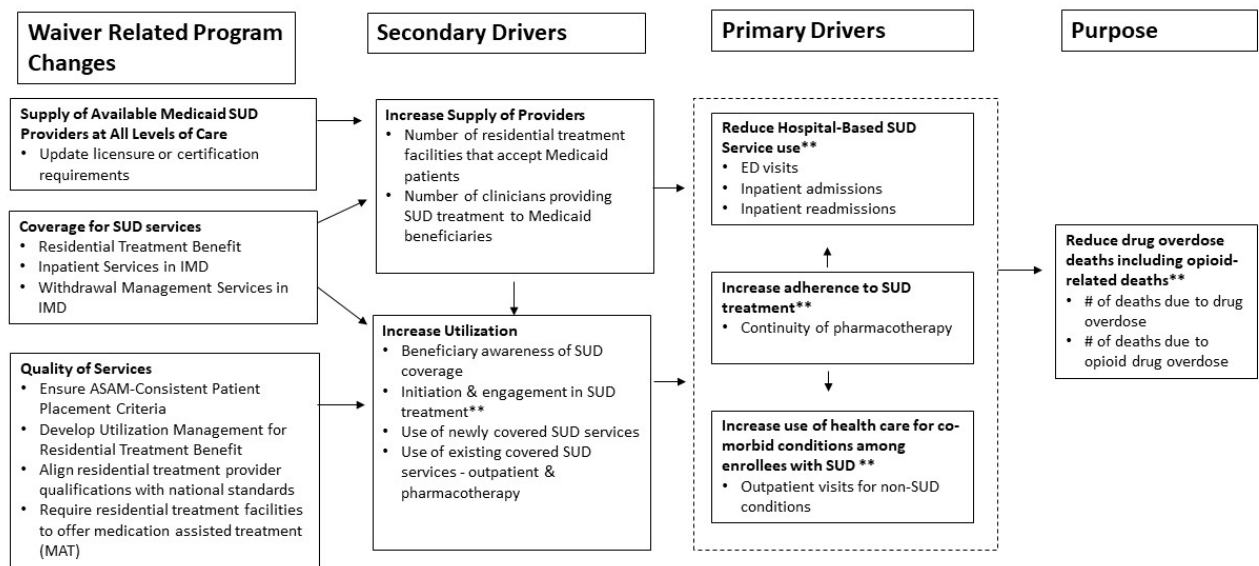 Waiver Related Program
Changes
Secondary Drivers
Primary Drivers
Purpose
Supply of Available Medicaid SUD
Providers at All Levels of Care
• Update licensure or certification
requirements
Coverage for SUD services
• Residential Treatment Benefit
• Inpatient Services in IMD
• Withdrawal Management Services in
IMD
Quality of Services
• Ensure ASAM-Consistent Patient
Placement Criteria
• Develop Utilization Management for
Residential Treatment Benefit
• Align residential treatment provider
qualifications with national standards
• Require residential treatment facilities
to offer medication assisted treatment
(MAT)
Increase Supply of Providers
• Number of residential treatment
facilities that accept Medicaid
patients
• Number of clinicians providing
SUD treatment to Medicaid
beneficiaries
Increase Utilization
• Beneficiary awareness of SUD
coverage
• Initiation & engagement in SUD
treatment**
• Use of newly covered SUD services
• Use of existing covered SUD
services - outpatient &
pharmacotherapy
Reduce Hospital-Based SUD
Service use**
• ED visits
• Inpatient admissions
• Inpatient readmissions
Increase adherence to SUD
treatment**
• Continuity of pharmacotherapy
Increase use of health care for co-
morbid conditions among
enrollees with SUD **
• Outpatient visits for non-SUD
conditions
Reduce drug overdose
deaths including opioid-
related deaths**
• # of deaths due to drug
overdose
• # of deaths due to
opioid drug overdose